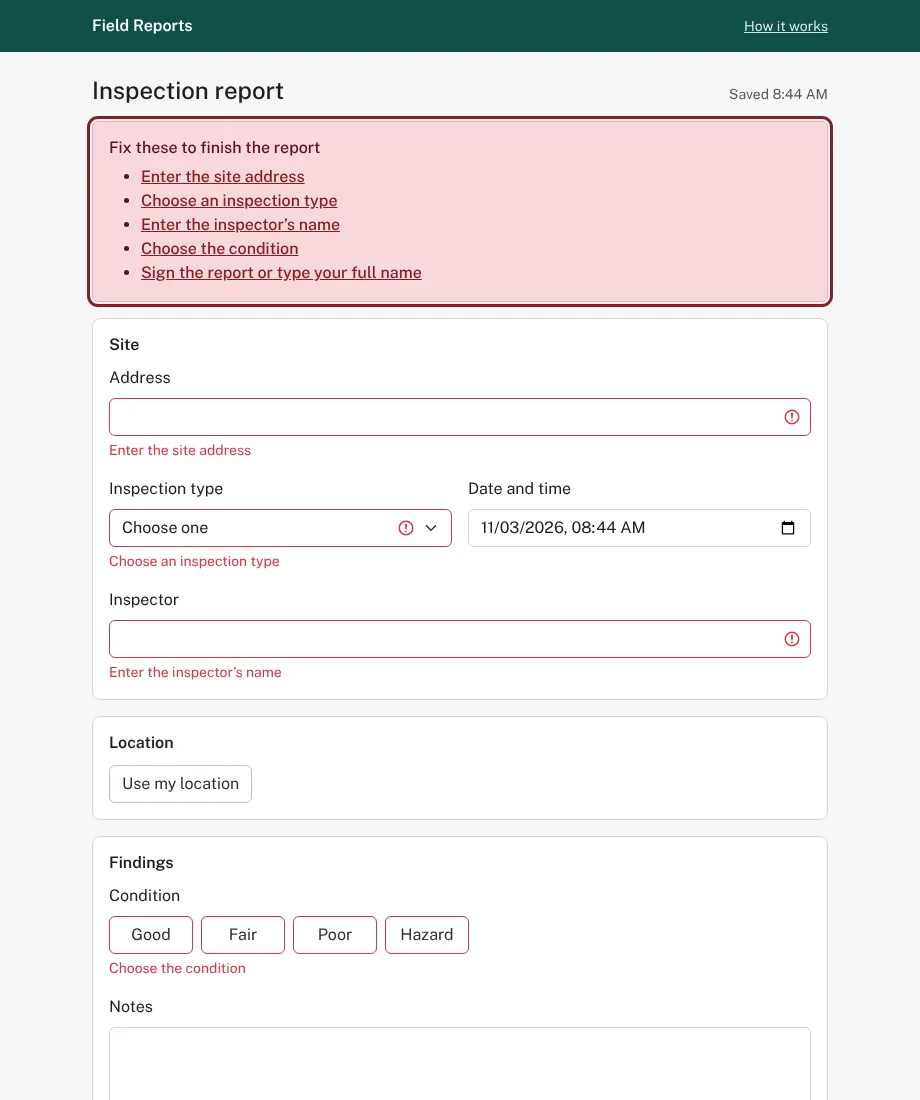 Field Reports
How it works
Inspection report
Saved 8:44 AM
Fix these to finish the report
Enter the site address
Choose an inspection type
Enter the inspector’s name
Choose the condition
Sign the report or type your full name
Site
Address
Enter the site address
Inspection type
Date and time
Choose one
11/03/2026, 08:44 AM
Choose an inspection type
Inspector
Enter the inspector’s name
Location
Use my location
Findings
Condition
Good
Fair
Poor
Hazard
Choose the condition
Notes